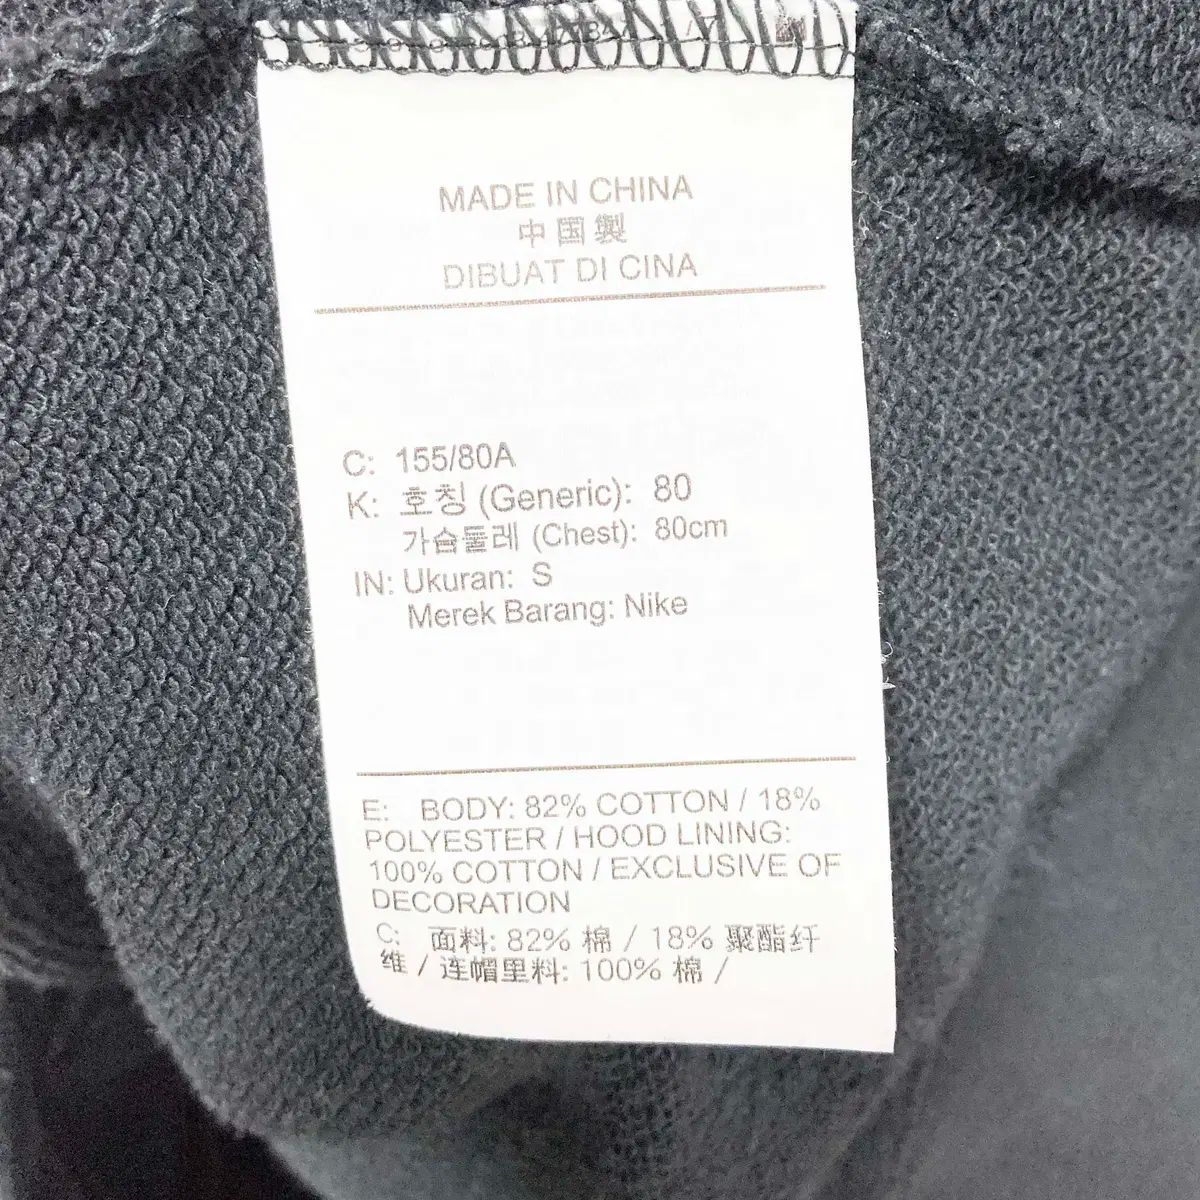 MADE IN CHINA
中国製
DIBUAT DI CINA
C: 155/80A
K: 호칭 (Generic): 80
가슴둘레 (Chest): 80cm
IN: Ukuran: S
Merek Barang: Nike
E: BODY: 82% COTTON / 18%
POLYESTER / HOOD LINING:
100% COTTON / EXCLUSIVE OF
DECORATION
C: 面料: 82% 棉 / 18% 聚酯纤
维 / 连帽里料: 100% 棉 /